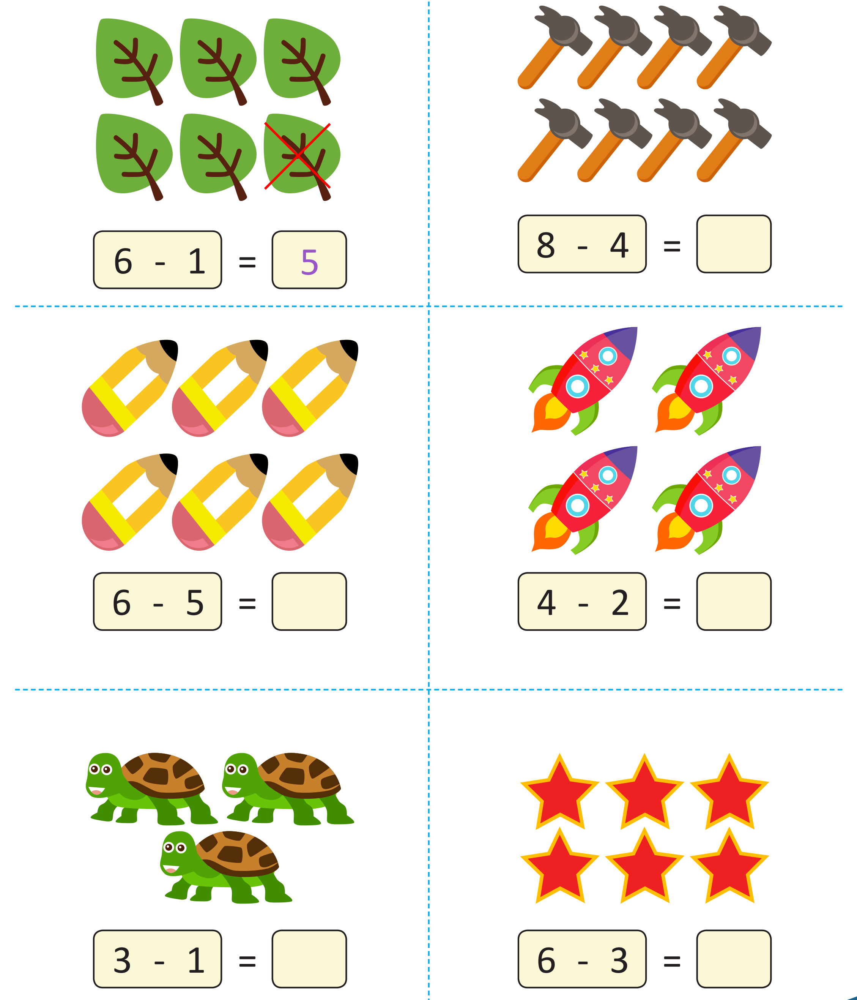 6 - 1 = 5
8 - 4 =
6 - 5 =
4 - 2 =
3 - 1 =
6 - 3 =